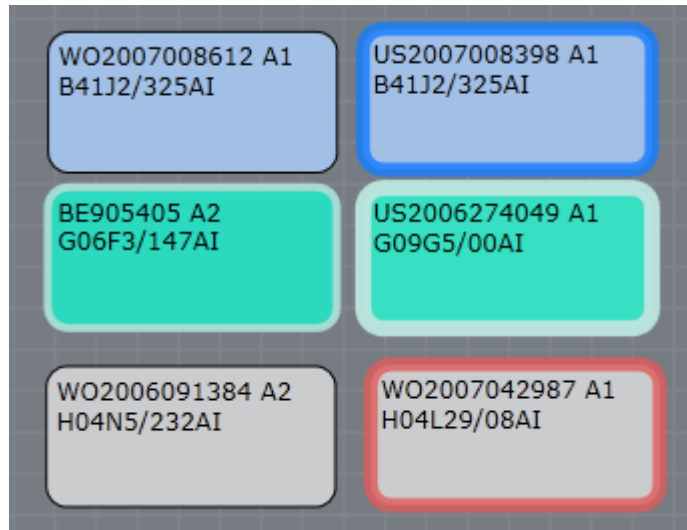 WO2007008612 A1
B41J2/325AI
US2007008398 A1
B41J2/325AI
BE905405 A2
G06F3/147AI
US2006274049 A1
G09G5/00AI
WO2006091384 A2
H04N5/232AI
WO2007042987 A1
H04L29/08AI